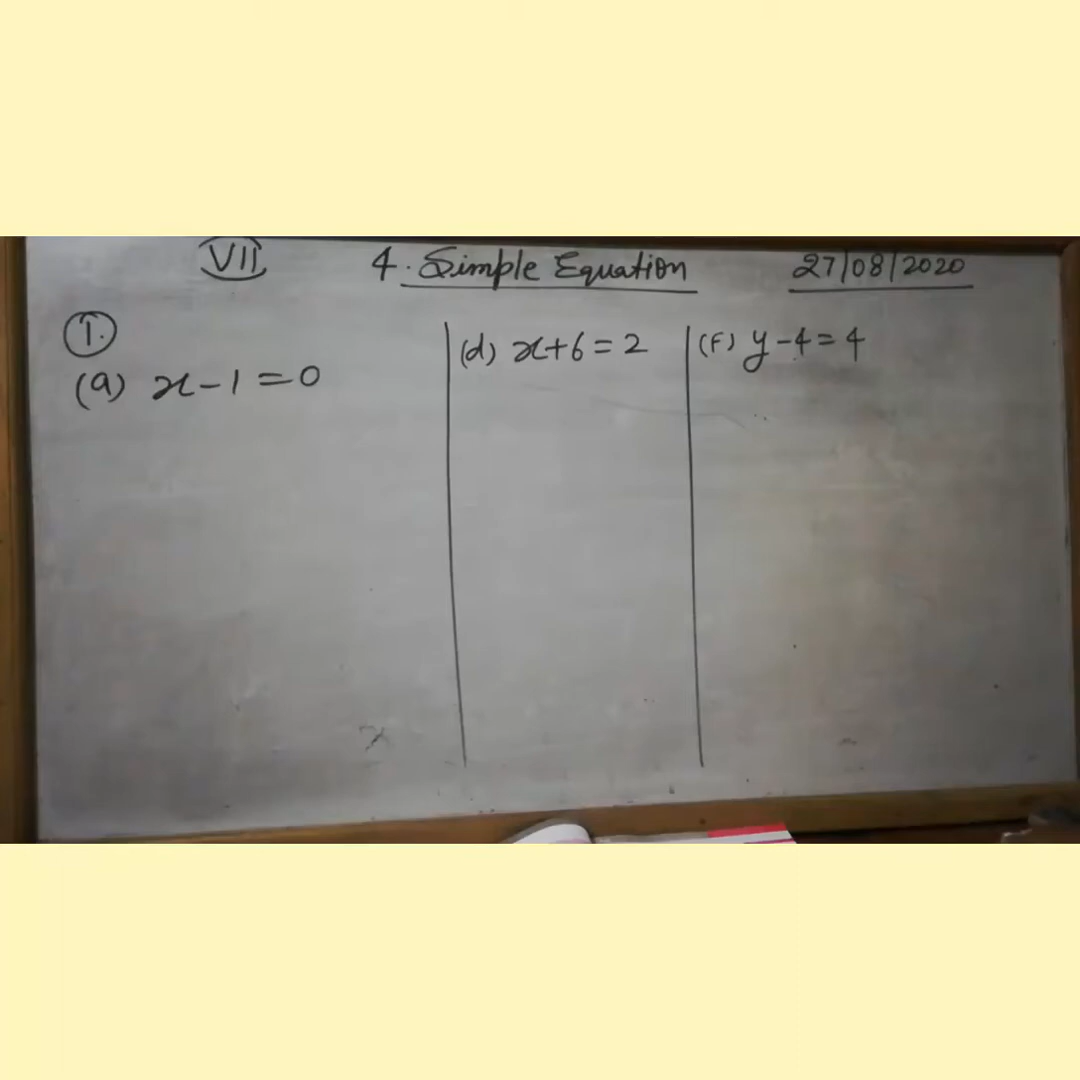 VII 4. Simple Equation 27/08/2020
1.
(a) x-1=0
(d) x+6=2
(f) y-4=4